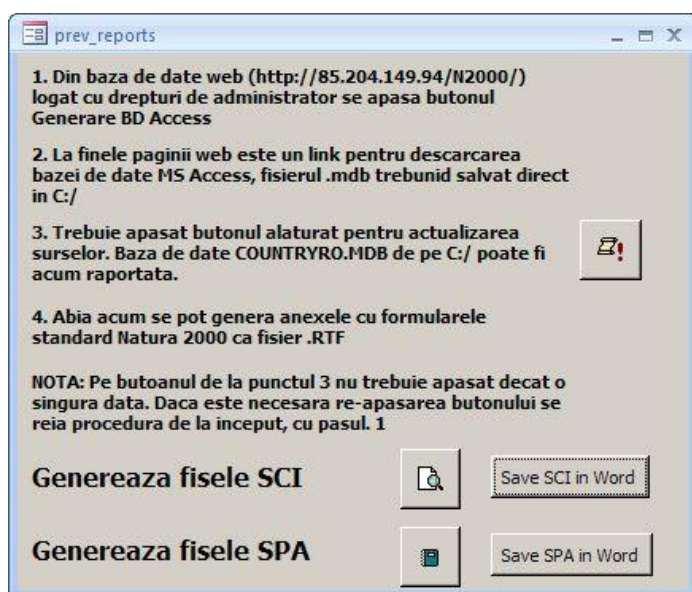 prev_reports
1. Din baza de date web (http://85.204.149.94/N2000/)
logat cu drepturi de administrator se apasa butonul
Generare BD Access
2. La finele paginii web este un link pentru descarcarea
bazei de date MS Access, fisierul .mdb trebunid salvat direct
in C:/
3. Trebuie apasat butonul alaturat pentru actualizarea
surselor. Baza de date COUNTRYRO.MDB de pe C:/ poate fi
acum raportata.
4. Abia acum se pot genera anexele cu formularele
standard Natura 2000 ca fisier .RTF
NOTA: Pe butoanul de la punctul 3 nu trebuie apasat decat o
singura data. Daca este necesara re-apasarea butonului se
reia procedura de la inceput, cu pasul. 1
Genereaza fisele SCI
Save SCI in Word
Genereaza fisele SPA
Save SPA in Word